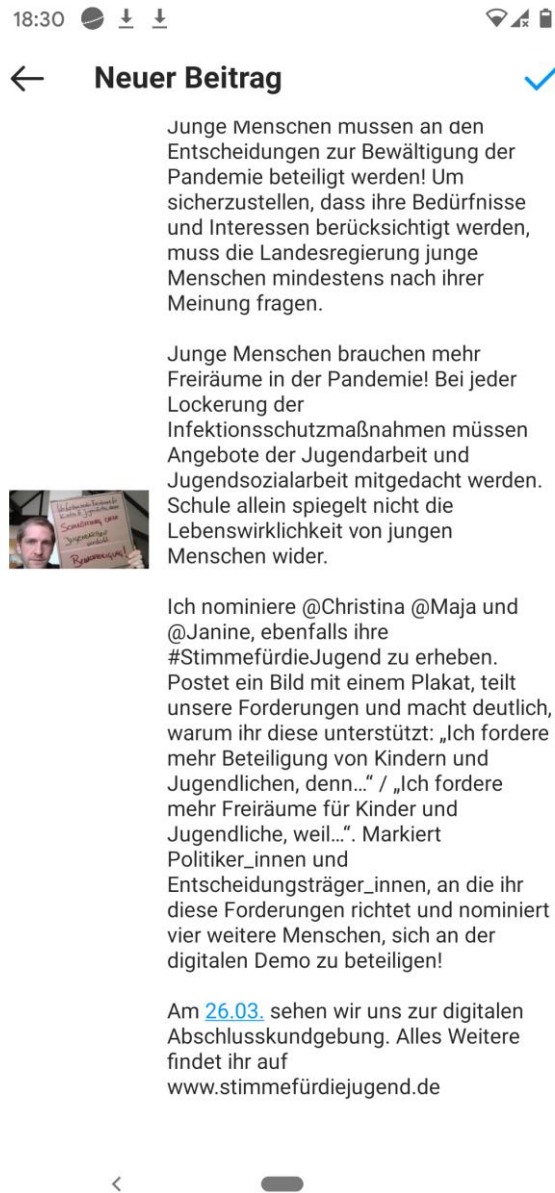 18:30
Neuer Beitrag
Junge Menschen müssen an den
Entscheidungen zur Bewältigung der
Pandemie beteiligt werden! Um
sicherzustellen, dass ihre Bedürfnisse
und Interessen berücksichtigt werden,
muss die Landesregierung junge
Menschen mindestens nach ihrer
Meinung fragen.
Junge Menschen brauchen mehr
Freiräume in der Pandemie! Bei jeder
Lockerung der
Infektionsschutzmaßnahmen müssen
Angebote der Jugendarbeit und
Jugendsozialarbeit mitgedacht werden.
Schule allein spiegelt nicht die
Lebenswirklichkeit von jungen
Menschen wider.
Ich nominiere @Christina @Maja und
@Janine, ebenfalls ihre
#StimmefürdieJugend zu erheben.
Postet ein Bild mit einem Plakat, teilt
unsere Forderungen und macht deutlich,
warum ihr diese unterstützt: „Ich fordere
mehr Beteiligung von Kindern und
Jugendlichen, denn…“ / „Ich fordere
mehr Freiräume für Kinder und
Jugendliche, weil…“. Markiert
Politiker_innen und
Entscheidungsträger_innen, an die ihr
diese Forderungen richtet und nominiert
vier weitere Menschen, sich an der
digitalen Demo zu beteiligen!
Am 26.03. sehen wir uns zur digitalen
Abschlusskundgebung. Alles Weitere
findet ihr auf
www.stimmefürdiejugend.de